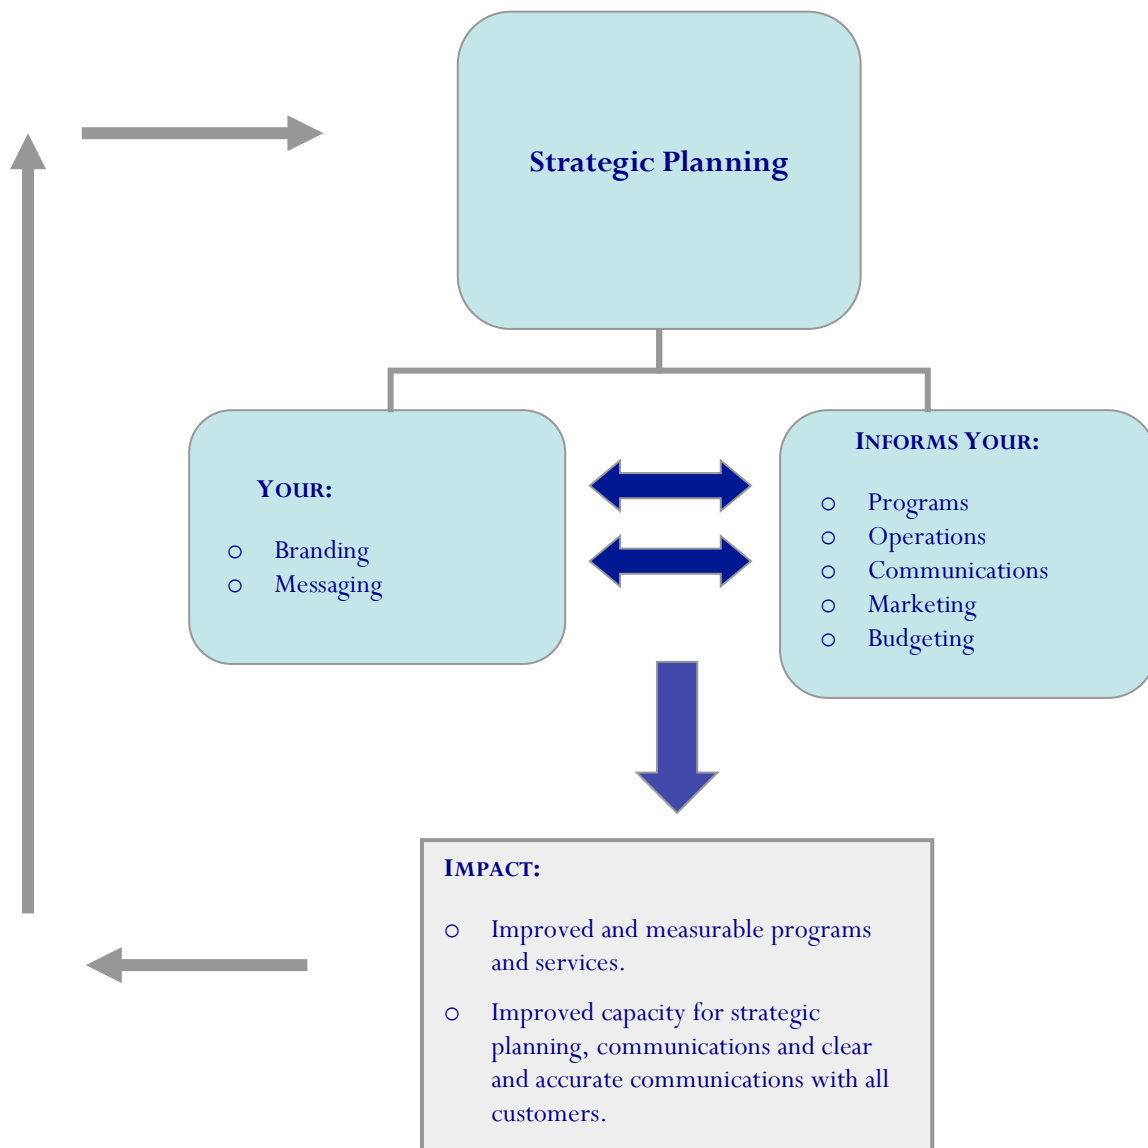 Strategic Planning
YOUR:
o Branding
o Messaging
INFORMS YOUR:
o Programs
o Operations
o Communications
o Marketing
o Budgeting
IMPACT:
o Improved and measurable programs
and services.
o Improved capacity for strategic
planning, communications and clear
and accurate communications with all
customers.